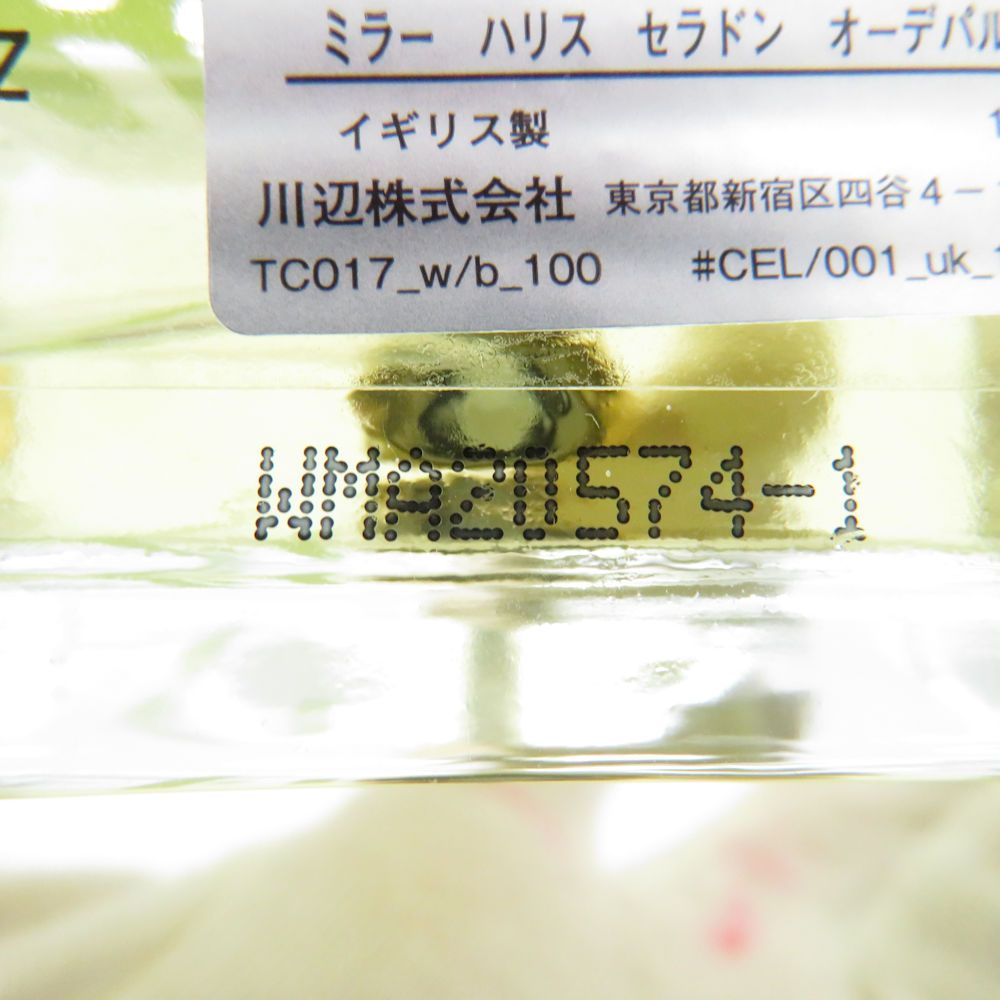 Z
ミラー ハリス セラドン オーデパル
イギリス製
川辺株式会社 東京都新宿区四谷4－
TC017_w/b_100 #CEL/001_uk_1
WMA20574-1